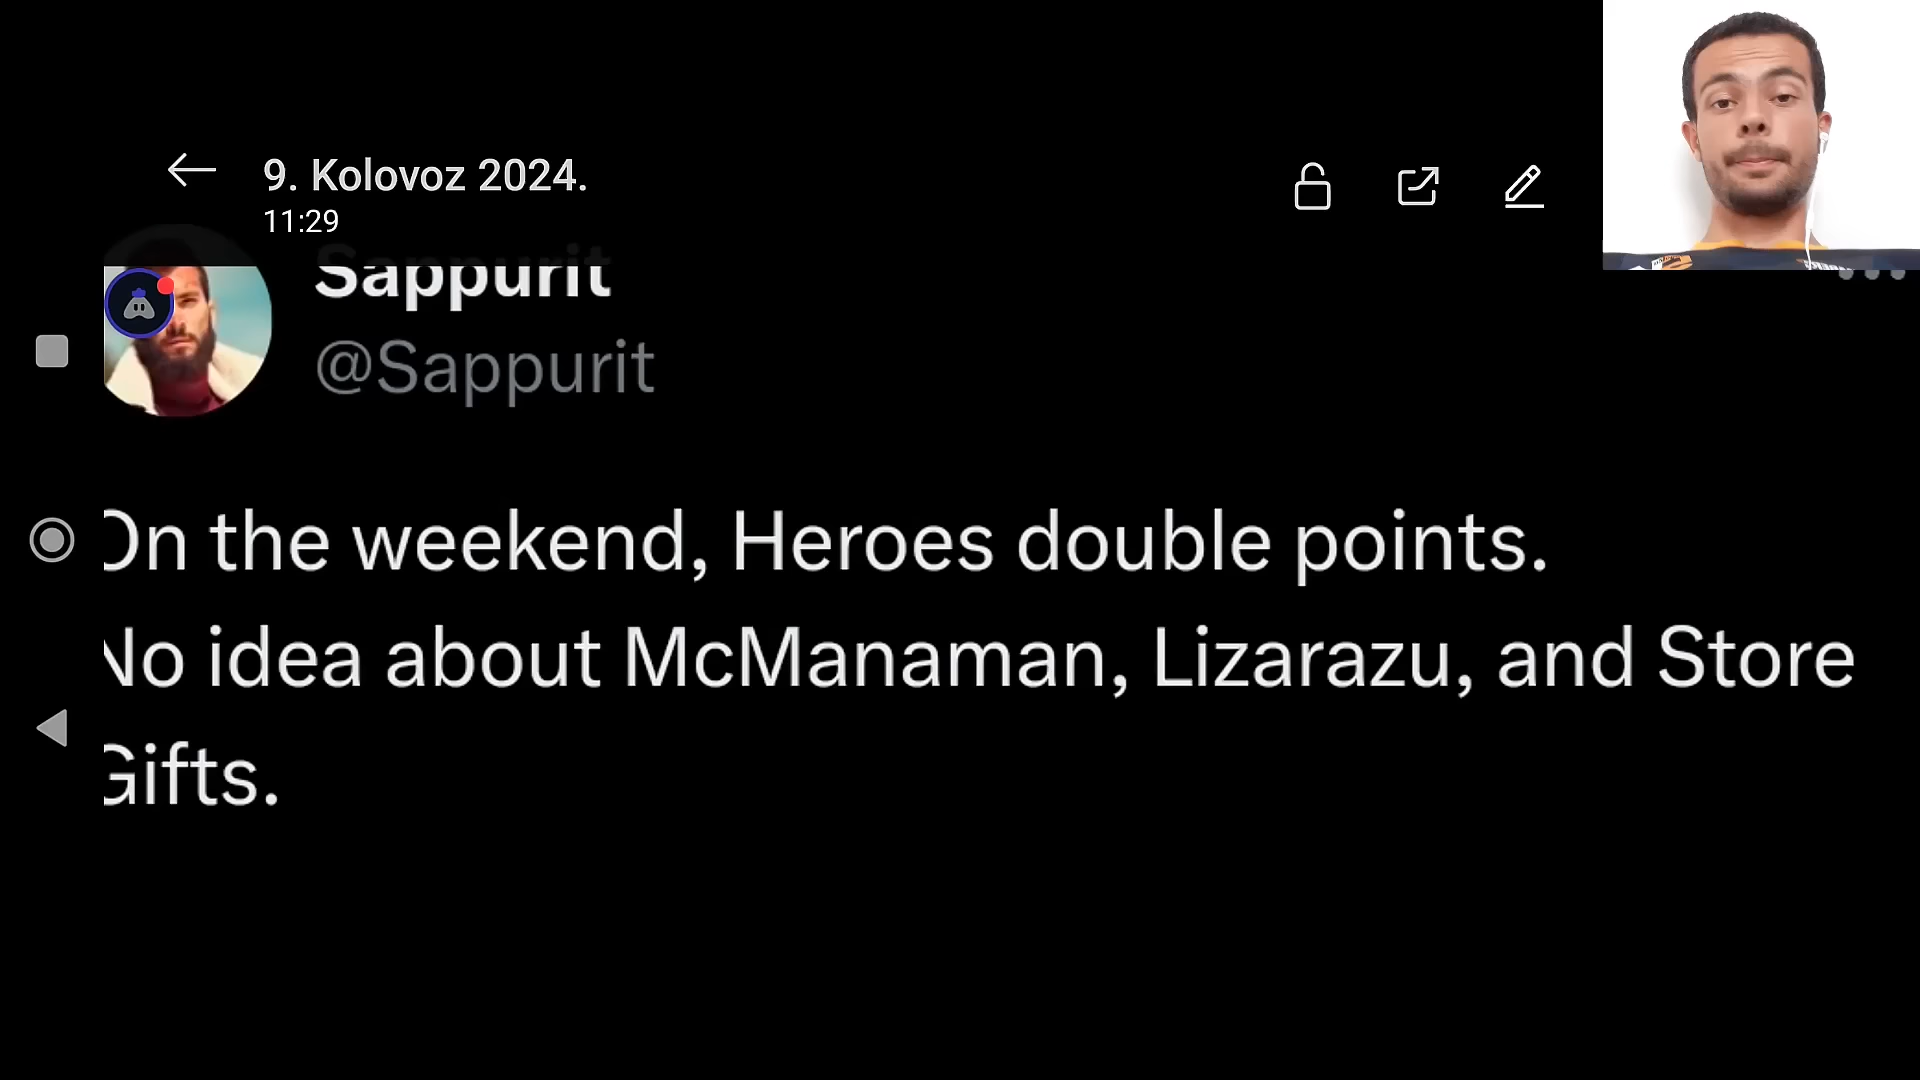 9. Kolovoz 2024.
11:29
Sappurit
@Sappurit
On the weekend, Heroes double points.
No idea about McManaman, Lizarazu, and Store
Gifts.